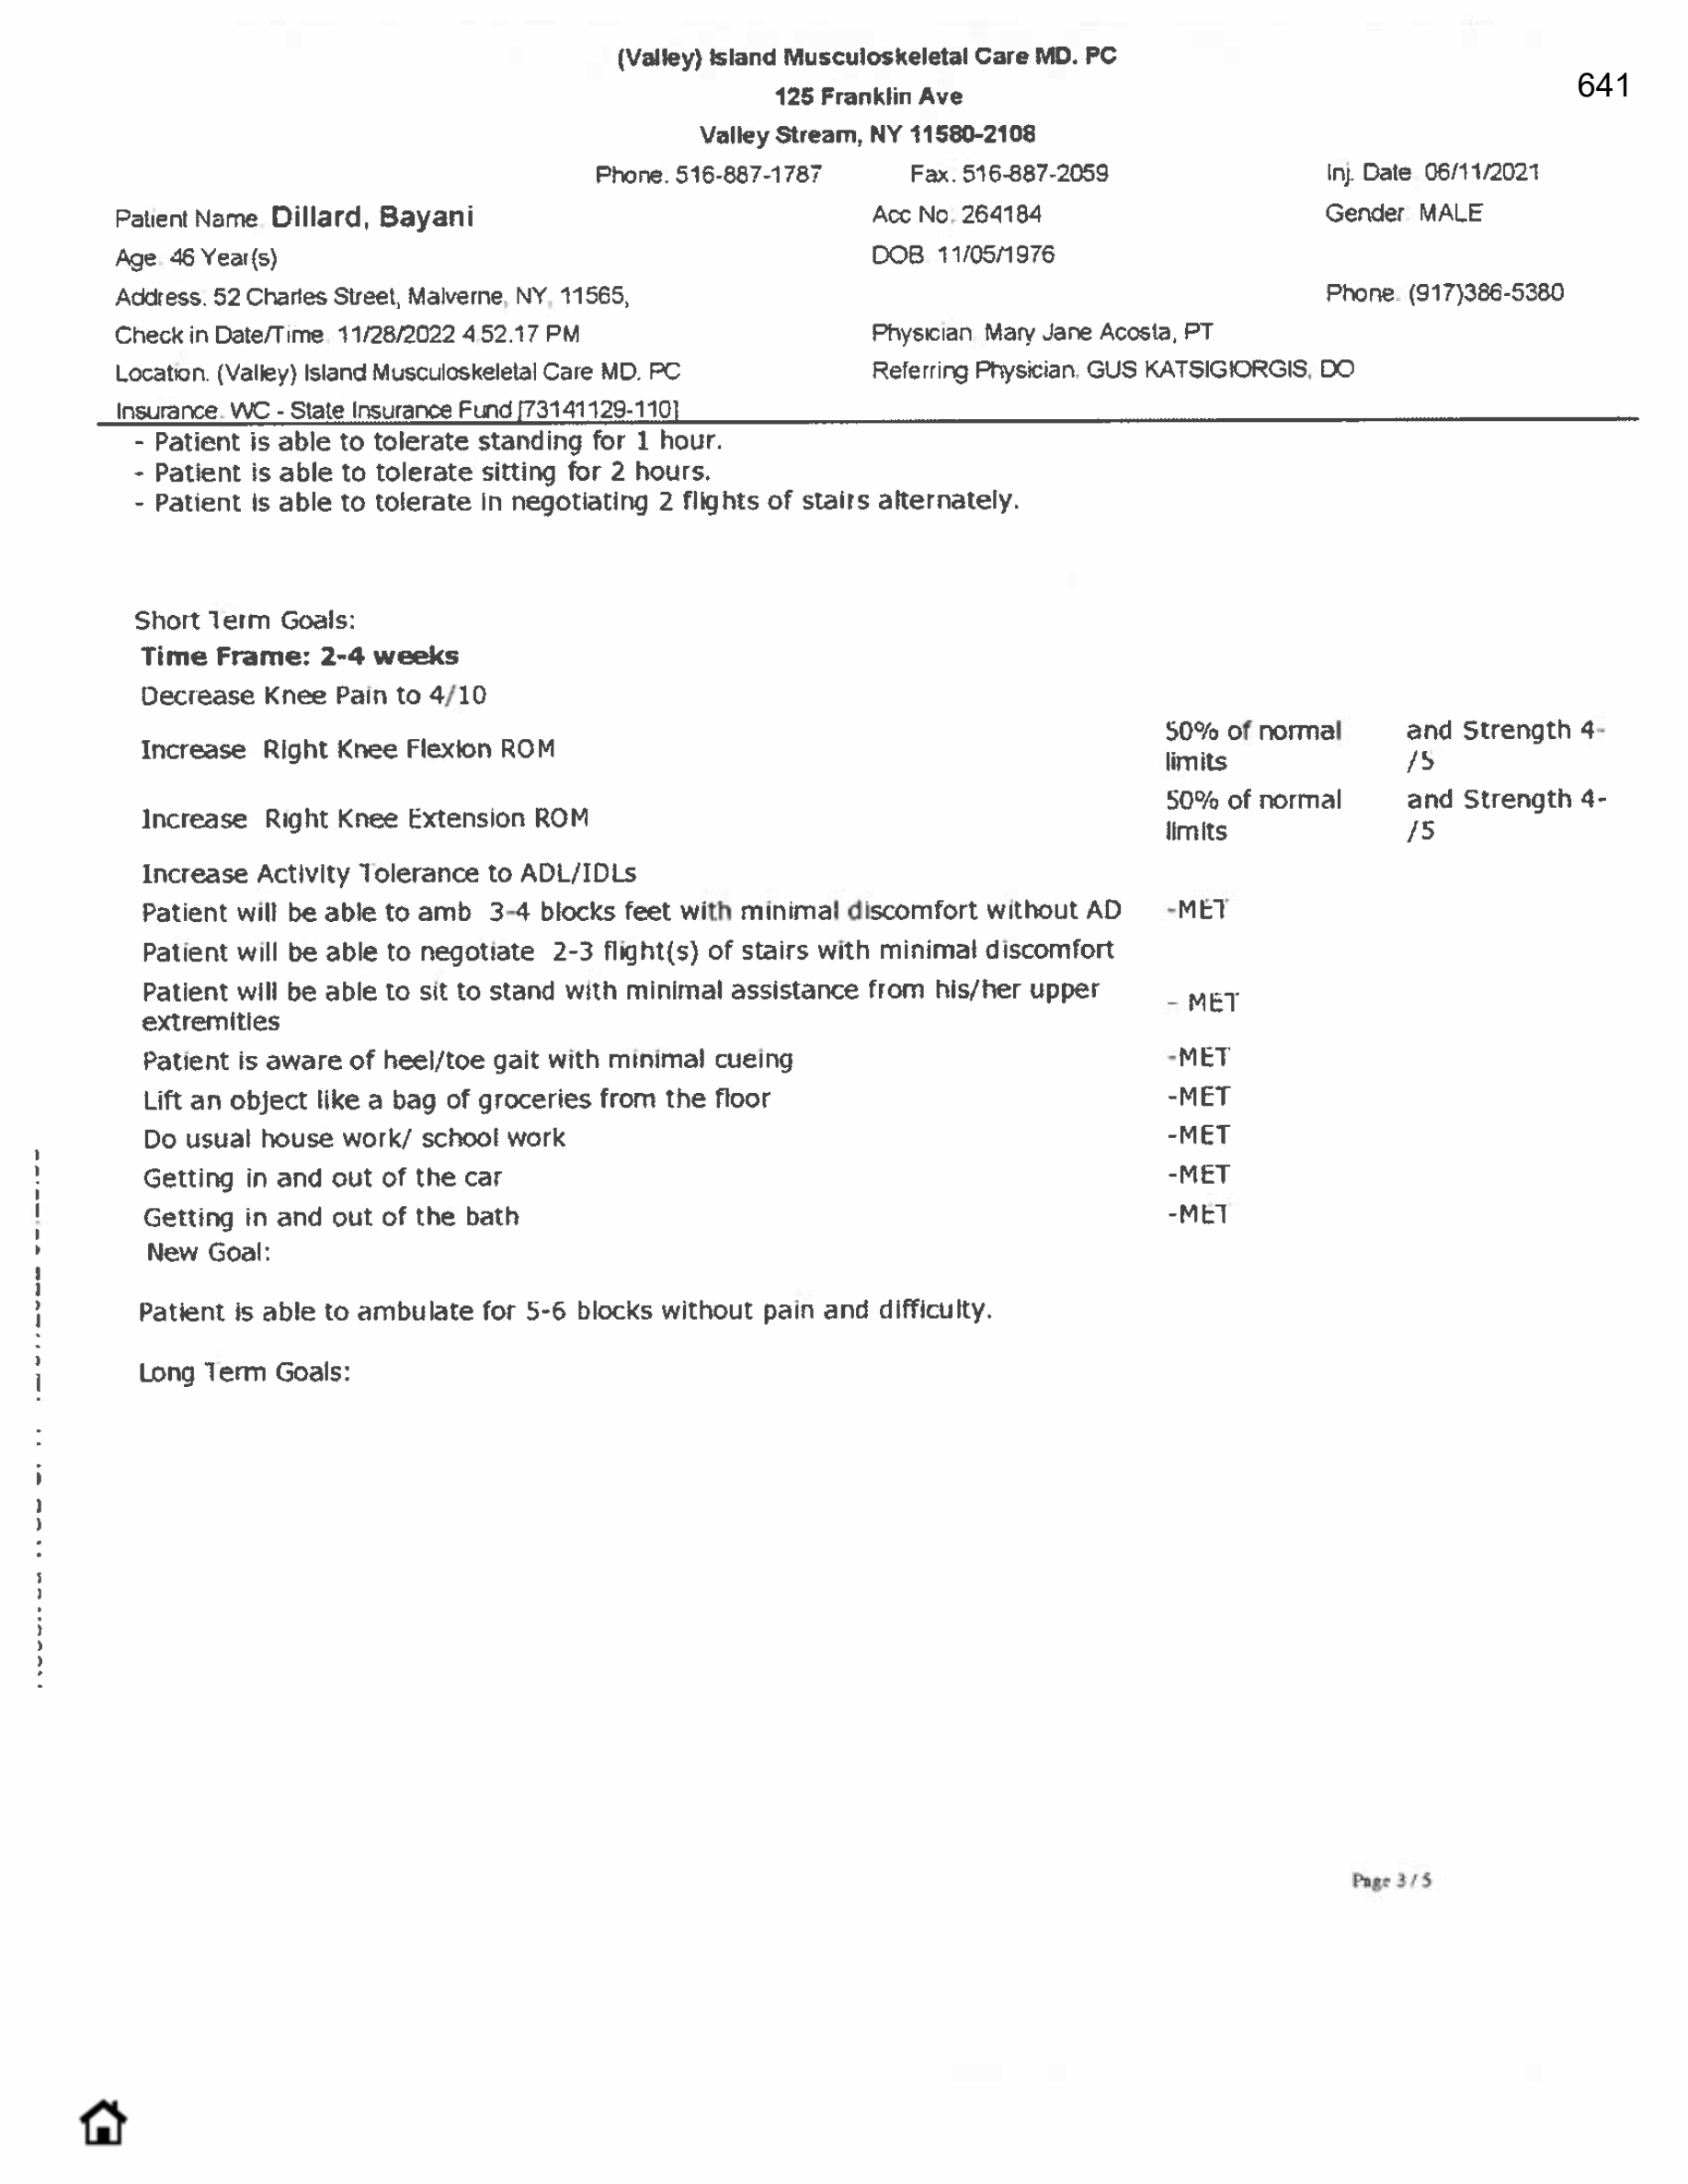 (Valley) Island Musculoskeletal Care MD. PC
641
125 Franklin Ave
Valley Stream, NY 11580-2108
Phone. 516-887-1787 Fax. 516-887-2059 Inj. Date 06/11/2021
Patient Name. Dillard, Bayani Acc No. 264184 Gender. MALE
Age. 46 Year(s) DOB 11/05/1976
Address. 52 Charles Street, Malverne, NY, 11565, Phone. (917)386-5380
Check in Date/Time. 11/28/2022 4.52.17 PM Physician Mary Jane Acosta, PT
Location. (Valley) Island Musculoskeletal Care MD. PC Referring Physician. GUS KATSIGIORGIS, DO
Insurance. WC - State Insurance Fund [73141129-110]
- Patient is able to tolerate standing for 1 hour.
- Patient is able to tolerate sitting for 2 hours.
- Patient is able to tolerate in negotiating 2 flights of stairs alternately.
Short Term Goals:
Time Frame: 2-4 weeks
Decrease Knee Pain to 4/10
Increase Right Knee Flexion ROM 50% of normal limits and Strength 4-/5
Increase Right Knee Extension ROM 50% of normal limits and Strength 4-/5
Increase Activity Tolerance to ADL/IDLs
Patient will be able to amb 3-4 blocks feet with minimal discomfort without AD -MET
Patient will be able to negotiate 2-3 flight(s) of stairs with minimal discomfort
Patient will be able to sit to stand with minimal assistance from his/her upper extremities - MET
Patient is aware of heel/toe gait with minimal cueing -MET
Lift an object like a bag of groceries from the floor -MET
Do usual house work/ school work -MET
Getting in and out of the car -MET
Getting in and out of the bath -MET
New Goal:
Patient is able to ambulate for 5-6 blocks without pain and difficulty.
Long Term Goals:
Page 3 / 5